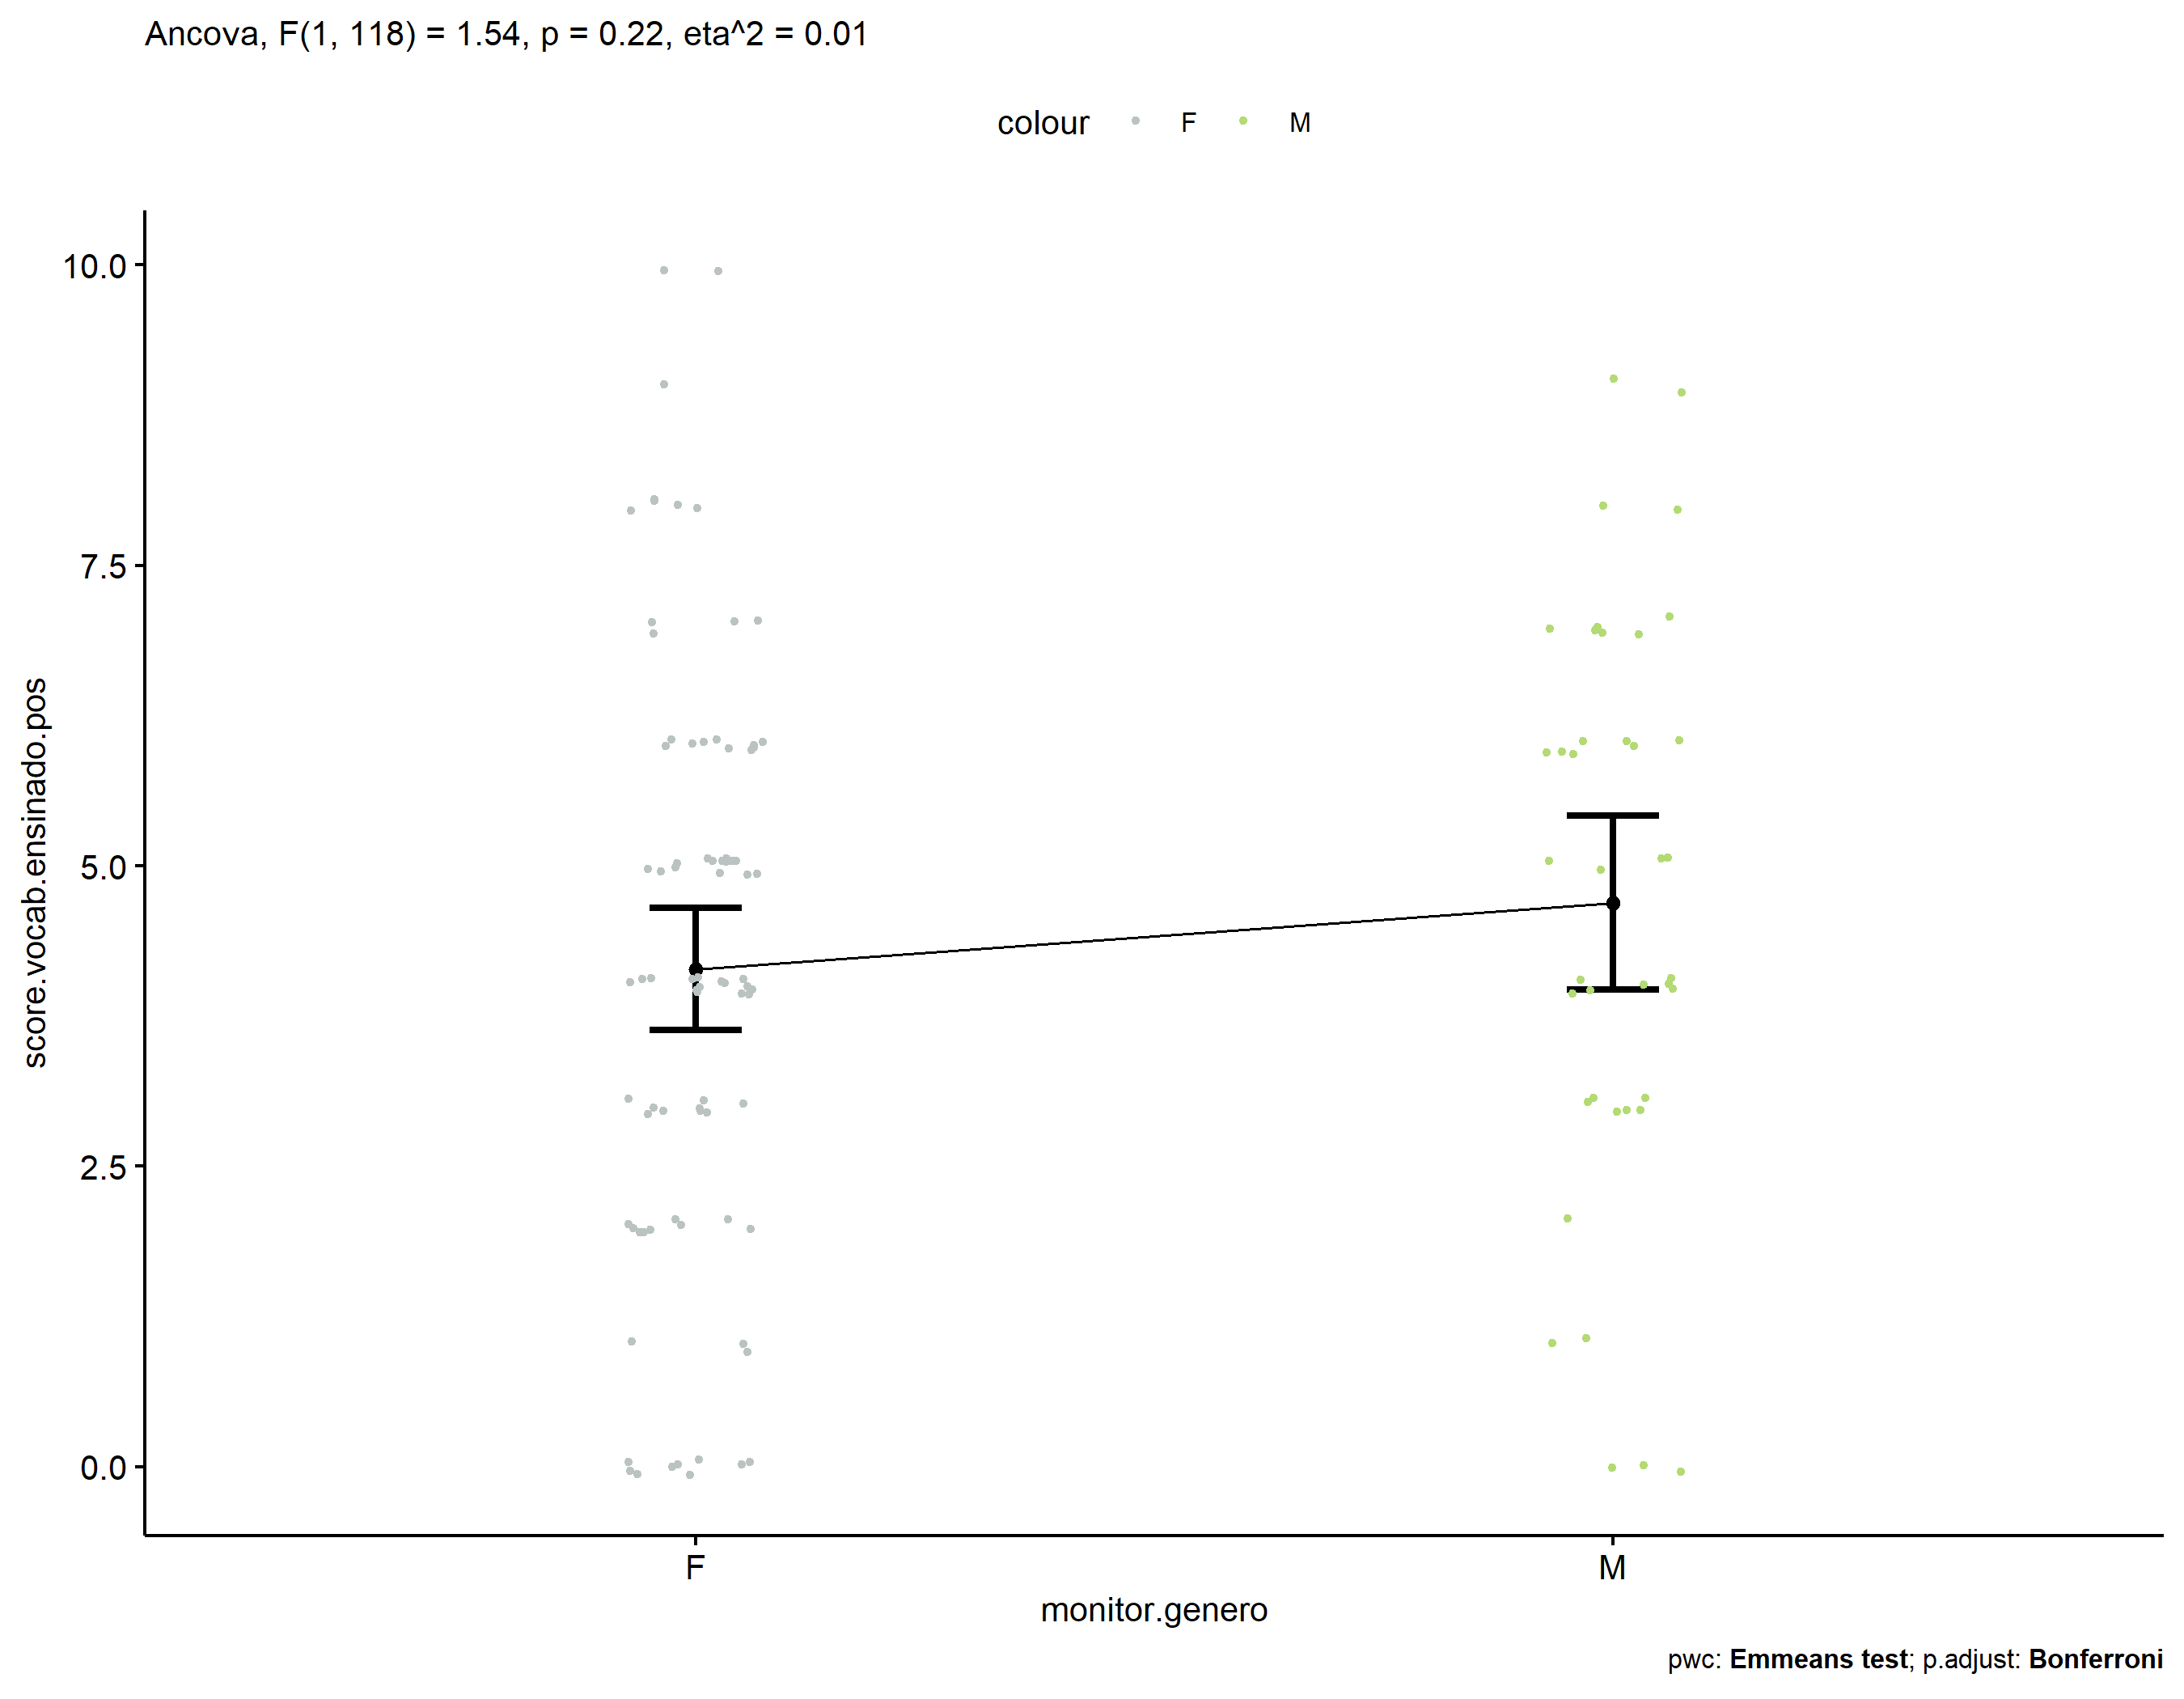 Ancova, F(1, 118) = 1.54, p = 0.22, eta^2 = 0.01
colour F M
10.0
7.5
5.0
2.5
0.0
score.vocab.ensinado.pos
F M
monitor.genero
pwc: Emmeans test; p.adjust: Bonferroni